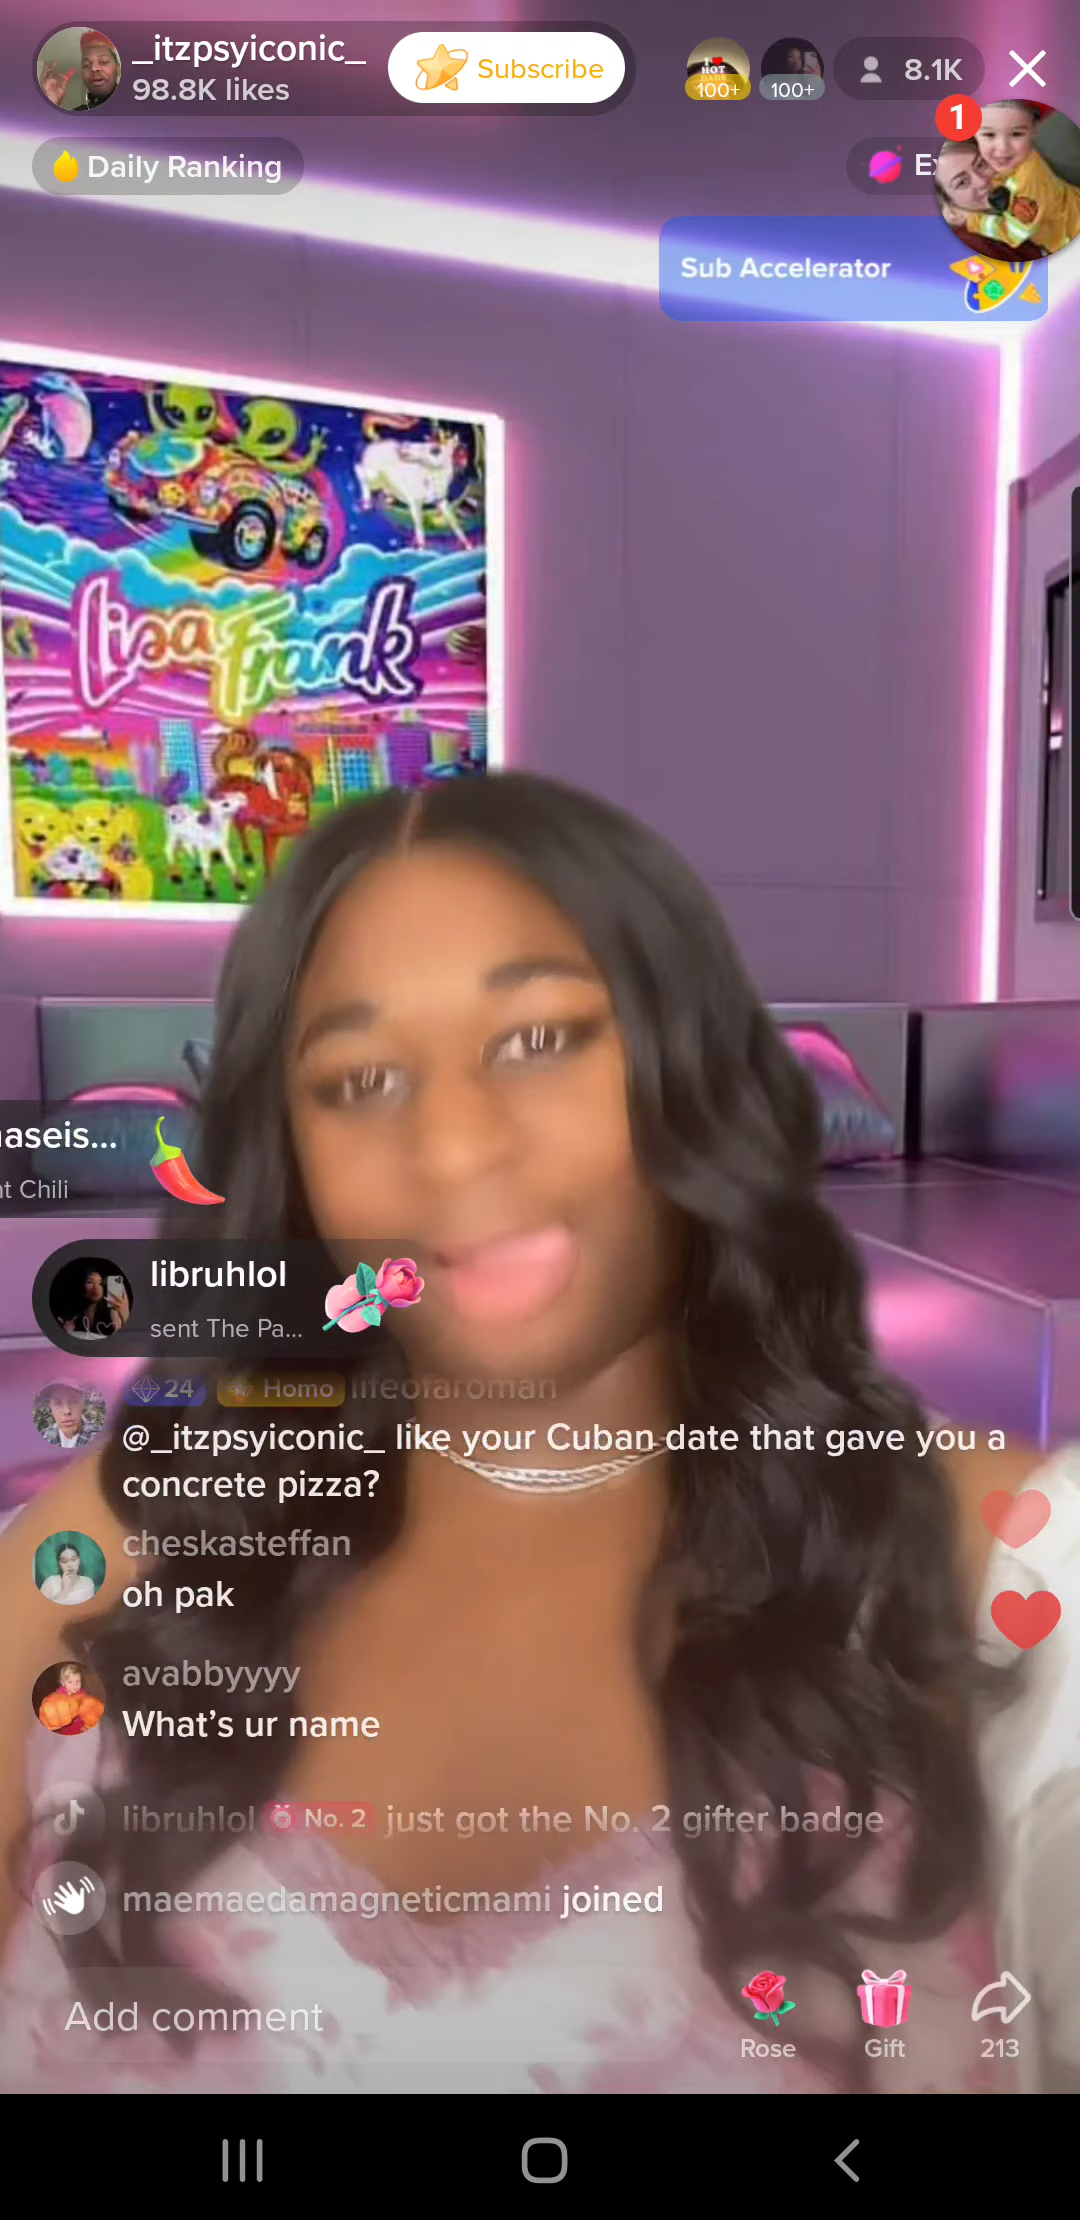 _itzpsyiconic_
98.8K likes
Subscribe
100+
100+
8.1K
1
Daily Ranking
Sub Accelerator
Lisa Frank
aseis...
t Chili
libruhlol
sent The Pa...
24 Homo lifeofaroman
@_itzpsyiconic_ like your Cuban date that gave you a
concrete pizza?
cheskasteffan
oh pak
avabbyyyy
What's ur name
libruhlol No. 2 just got the No. 2 gifter badge
maemaedamagneticmami joined
Add comment
Rose
Gift
213